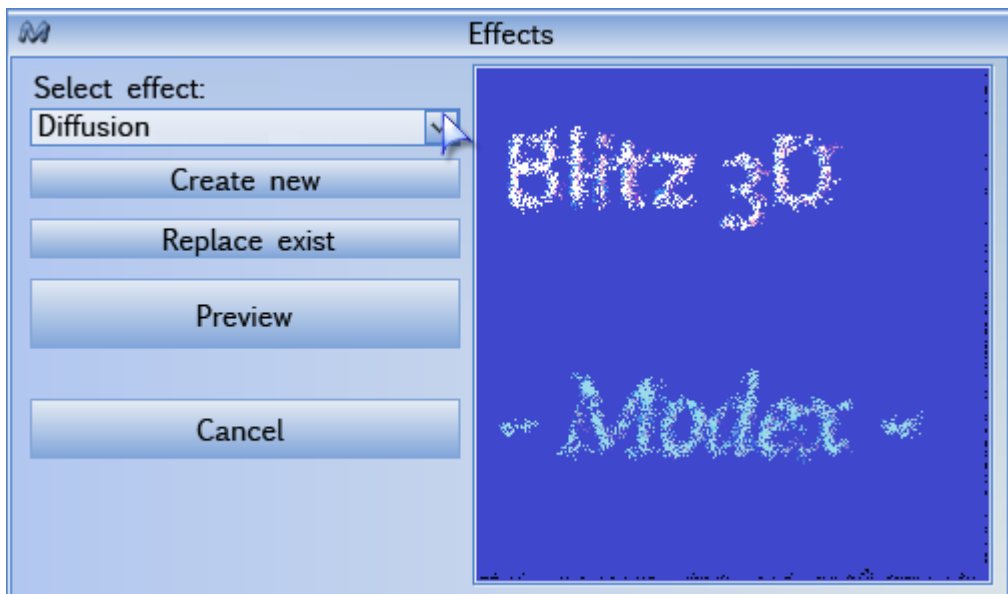 Effects
Select effect:
Diffusion
Create new
Replace exist
Preview
Cancel
Blitz 3D
- Modex -